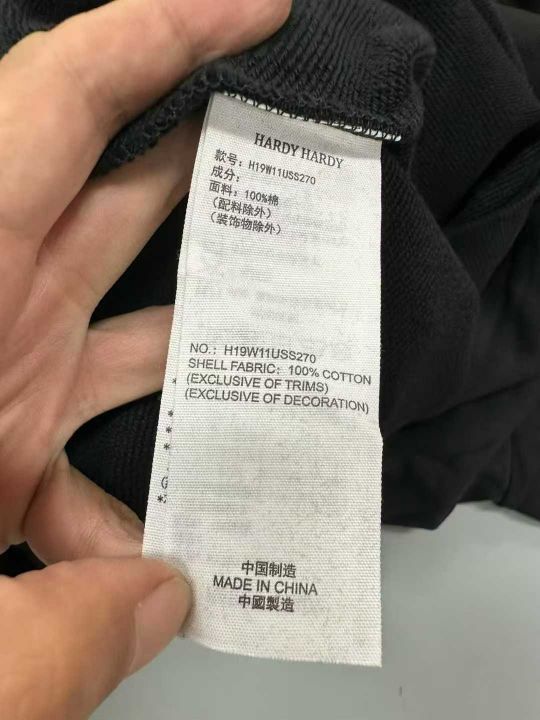 HARDY HARDY
款号：H19W11USS270
成分：
面料：100%棉
（配料除外）
（装饰物除外）
NO.：H19W11USS270
SHELL FABRIC：100% COTTON
(EXCLUSIVE OF TRIMS)
(EXCLUSIVE OF DECORATION)
中国制造
MADE IN CHINA
中國製造